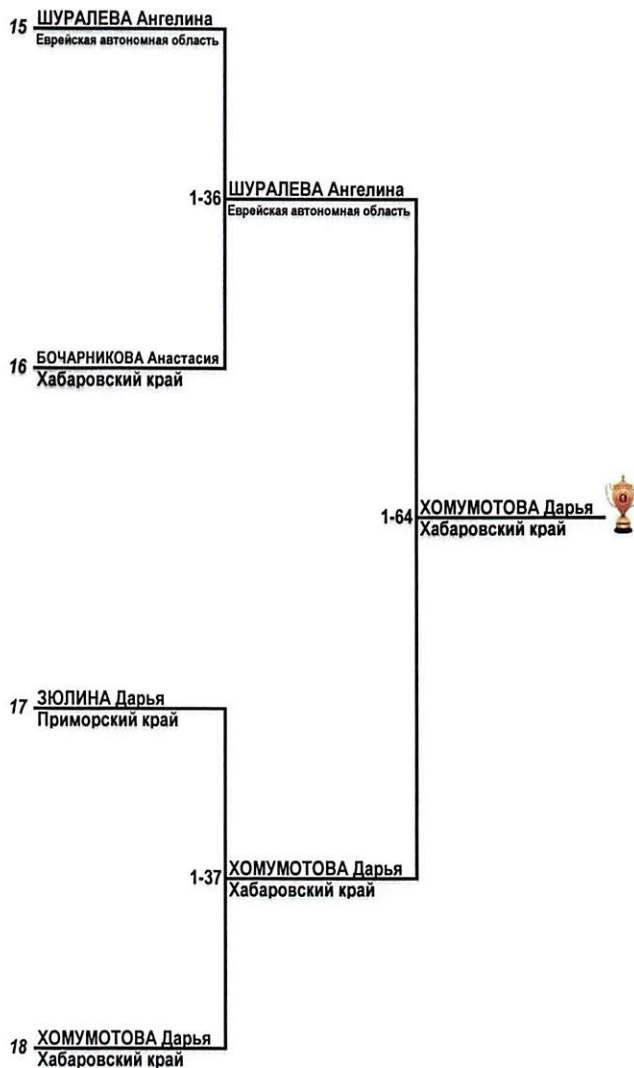 15 ШУРАЛЕВА Ангелина
Еврейская автономная область
1-36 ШУРАЛЕВА Ангелина
Еврейская автономная область
16 БОЧАРНИКОВА Анастасия
Хабаровский край
1-64 ХОМУМОТОВА Дарья
Хабаровский край
17 ЗЮЛИНА Дарья
Приморский край
1-37 ХОМУМОТОВА Дарья
Хабаровский край
18 ХОМУМОТОВА Дарья
Хабаровский край